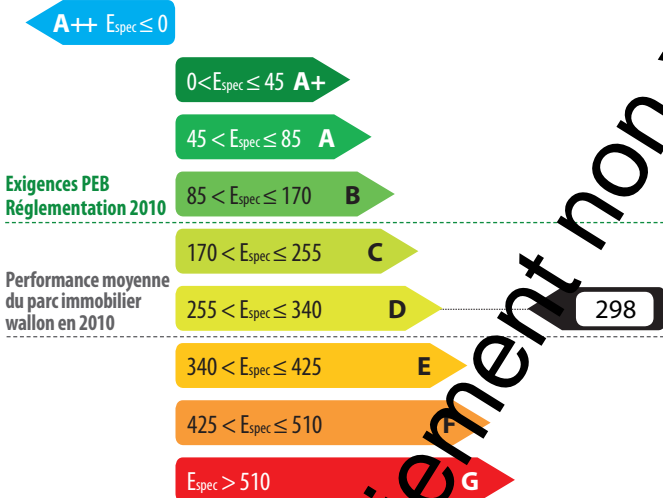 A++ Espec ≤ 0
0<Espec ≤ 45 A+
45 < Espec ≤ 85 A
Exigences PEB
Réglementation 2010
85 < Espec ≤ 170 B
170 < Espec ≤ 255 C
Performance moyenne
du parc immobilier
wallon en 2010
255 < Espec ≤ 340 D
298
340 < Espec ≤ 425 E
425 < Espec ≤ 510 F
Espec > 510 G
non